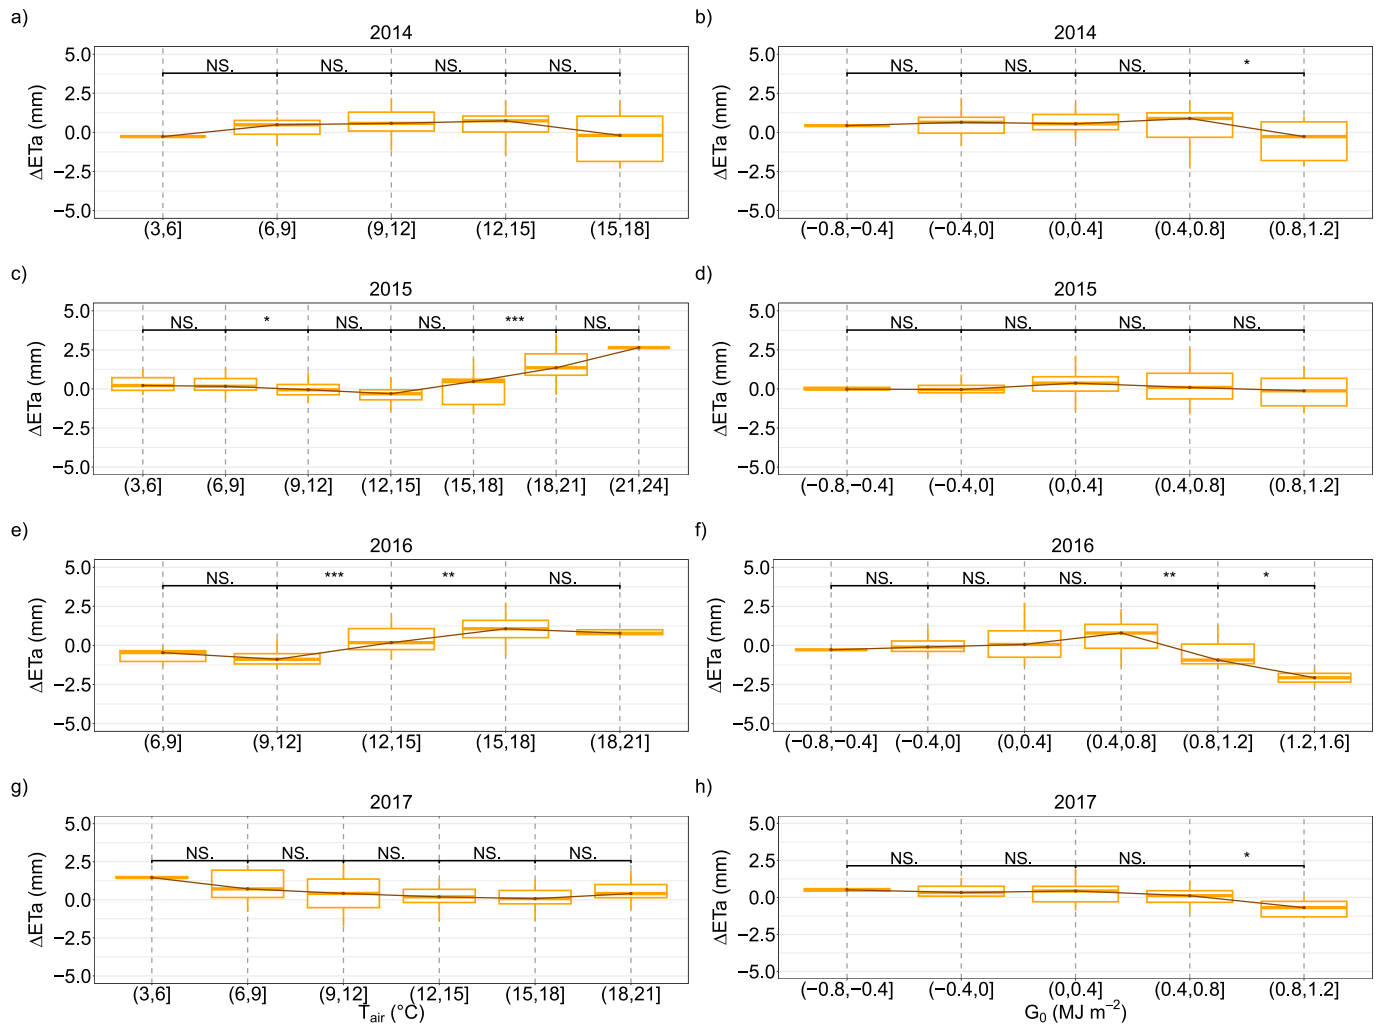 a)
2014
ΔETa (mm)
5.0
2.5
0.0
−2.5
−5.0
NS. NS. NS. NS.
(3,6] (6,9] (9,12] (12,15] (15,18]
b)
2014
ΔETa (mm)
5.0
2.5
0.0
−2.5
−5.0
NS. NS. NS. *
(−0.8,−0.4] (−0.4,0] (0,0.4] (0.4,0.8] (0.8,1.2]
c)
2015
ΔETa (mm)
5.0
2.5
0.0
−2.5
−5.0
NS. * NS. NS. *** NS.
(3,6] (6,9] (9,12] (12,15] (15,18] (18,21] (21,24]
d)
2015
ΔETa (mm)
5.0
2.5
0.0
−2.5
−5.0
NS. NS. NS. NS.
(−0.8,−0.4] (−0.4,0] (0,0.4] (0.4,0.8] (0.8,1.2]
e)
2016
ΔETa (mm)
5.0
2.5
0.0
−2.5
−5.0
NS. *** ** NS.
(6,9] (9,12] (12,15] (15,18] (18,21]
f)
2016
ΔETa (mm)
5.0
2.5
0.0
−2.5
−5.0
NS. NS. NS. ** *
(−0.8,−0.4] (−0.4,0] (0,0.4] (0.4,0.8] (0.8,1.2] (1.2,1.6]
g)
2017
ΔETa (mm)
5.0
2.5
0.0
−2.5
−5.0
NS. NS. NS. NS. NS.
(3,6] (6,9] (9,12] (12,15] (15,18] (18,21]
T_air (°C)
h)
2017
ΔETa (mm)
5.0
2.5
0.0
−2.5
−5.0
NS. NS. NS. *
(−0.8,−0.4] (−0.4,0] (0,0.4] (0.4,0.8] (0.8,1.2]
G₀ (MJ m⁻²)